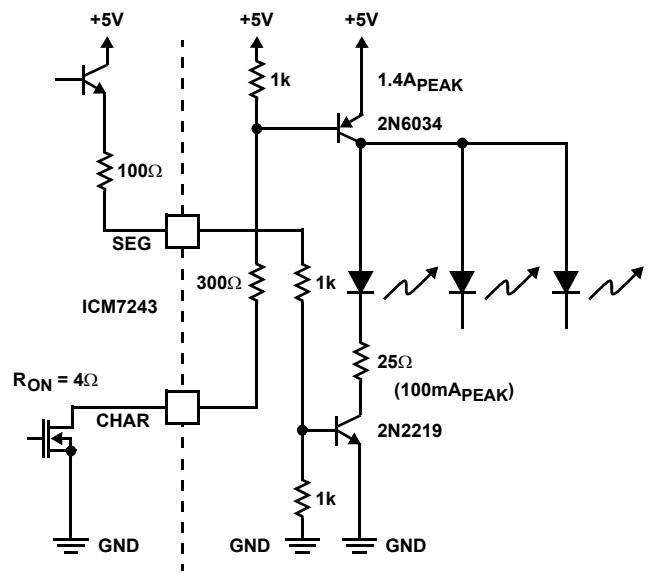 +5V
+5V
+5V
1k
1.4APEAK
2N6034
100Ω
SEG
300Ω
1k
ICM7243
25Ω
RON = 4Ω
(100mAPEAK)
CHAR
2N2219
1k
GND
GND
GND